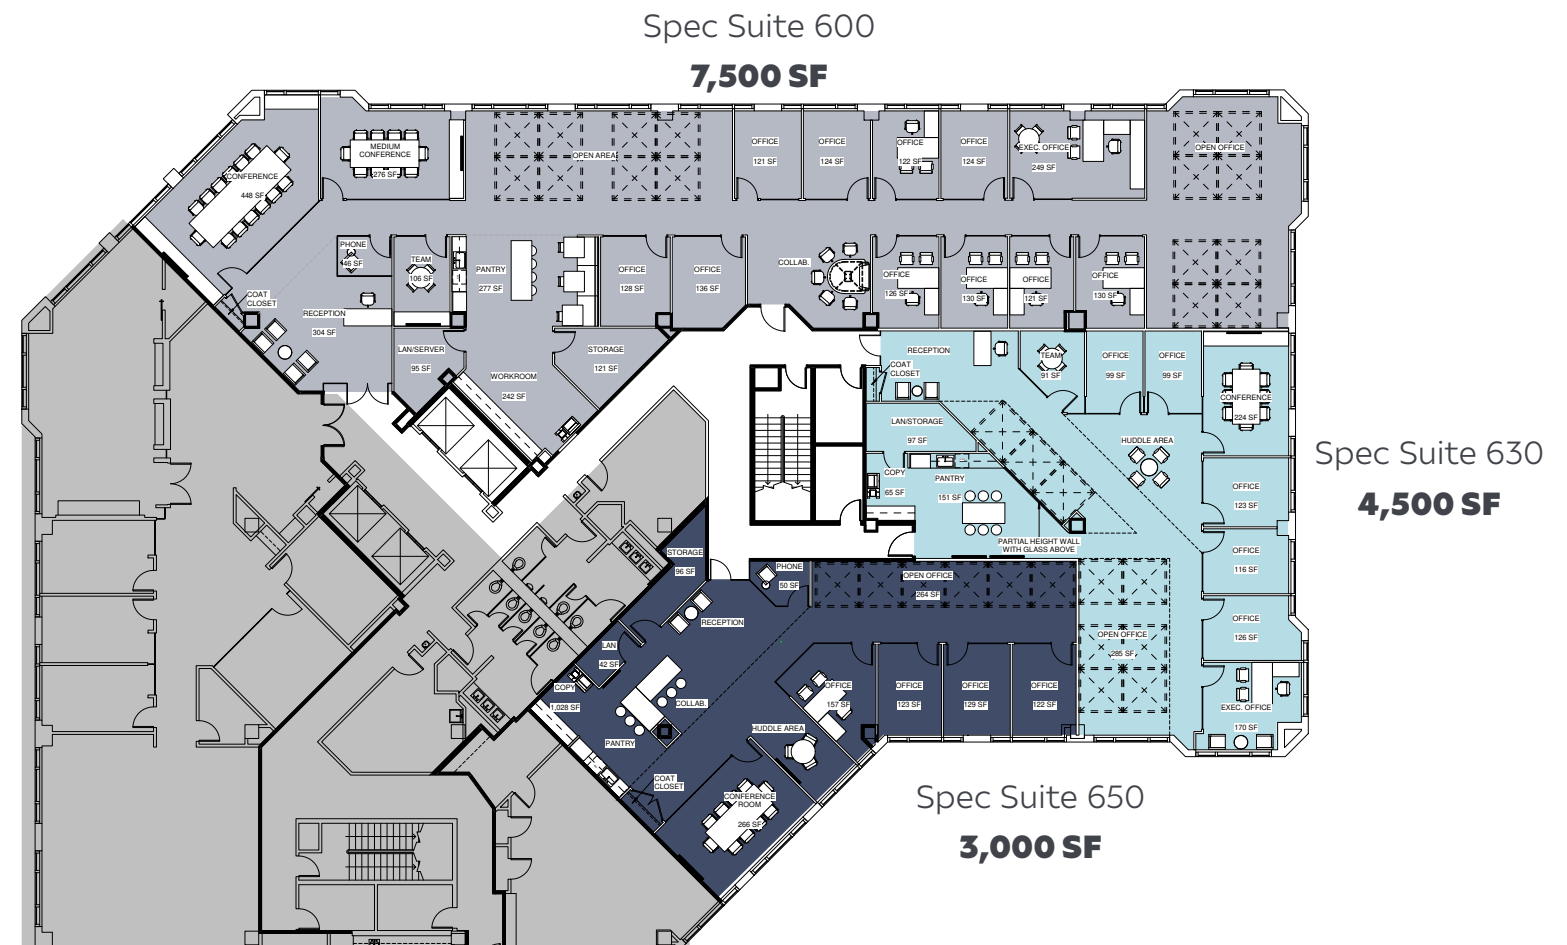 Spec Suite 600
7,500 SF
CONFERENCE
448 SF
MEDIUM
CONFERENCE
276 SF
OPEN AREA
OFFICE
121 SF
OFFICE
124 SF
OFFICE
122 SF
OFFICE
124 SF
EXEC. OFFICE
249 SF
OPEN OFFICE
PHONE
46 SF
TEAM
106 SF
PANTRY
277 SF
OFFICE
128 SF
OFFICE
136 SF
COLLAB.
OFFICE
126 SF
OFFICE
130 SF
OFFICE
121 SF
OFFICE
130 SF
COAT
CLOSET
RECEPTION
304 SF
LAN/SERVER
95 SF
WORKROOM
242 SF
STORAGE
121 SF
RECEPTION
COAT
CLOSET
TEAM
91 SF
OFFICE
99 SF
OFFICE
99 SF
CONFERENCE
224 SF
LAN/STORAGE
97 SF
HUDDLE AREA
COPY
65 SF
PANTRY
151 SF
PARTIAL HEIGHT WALL
WITH GLASS ABOVE
OFFICE
123 SF
OFFICE
116 SF
OFFICE
126 SF
OPEN OFFICE
285 SF
EXEC. OFFICE
170 SF
Spec Suite 630
4,500 SF
STORAGE
96 SF
PHONE
50 SF
OPEN OFFICE
264 SF
RECEPTION
LAN
42 SF
COPY
1,028 SF
COLLAB.
PANTRY
OFFICE
157 SF
OFFICE
123 SF
OFFICE
129 SF
OFFICE
122 SF
HUDDLE AREA
COAT
CLOSET
CONFERENCE
ROOM
266 SF
Spec Suite 650
3,000 SF